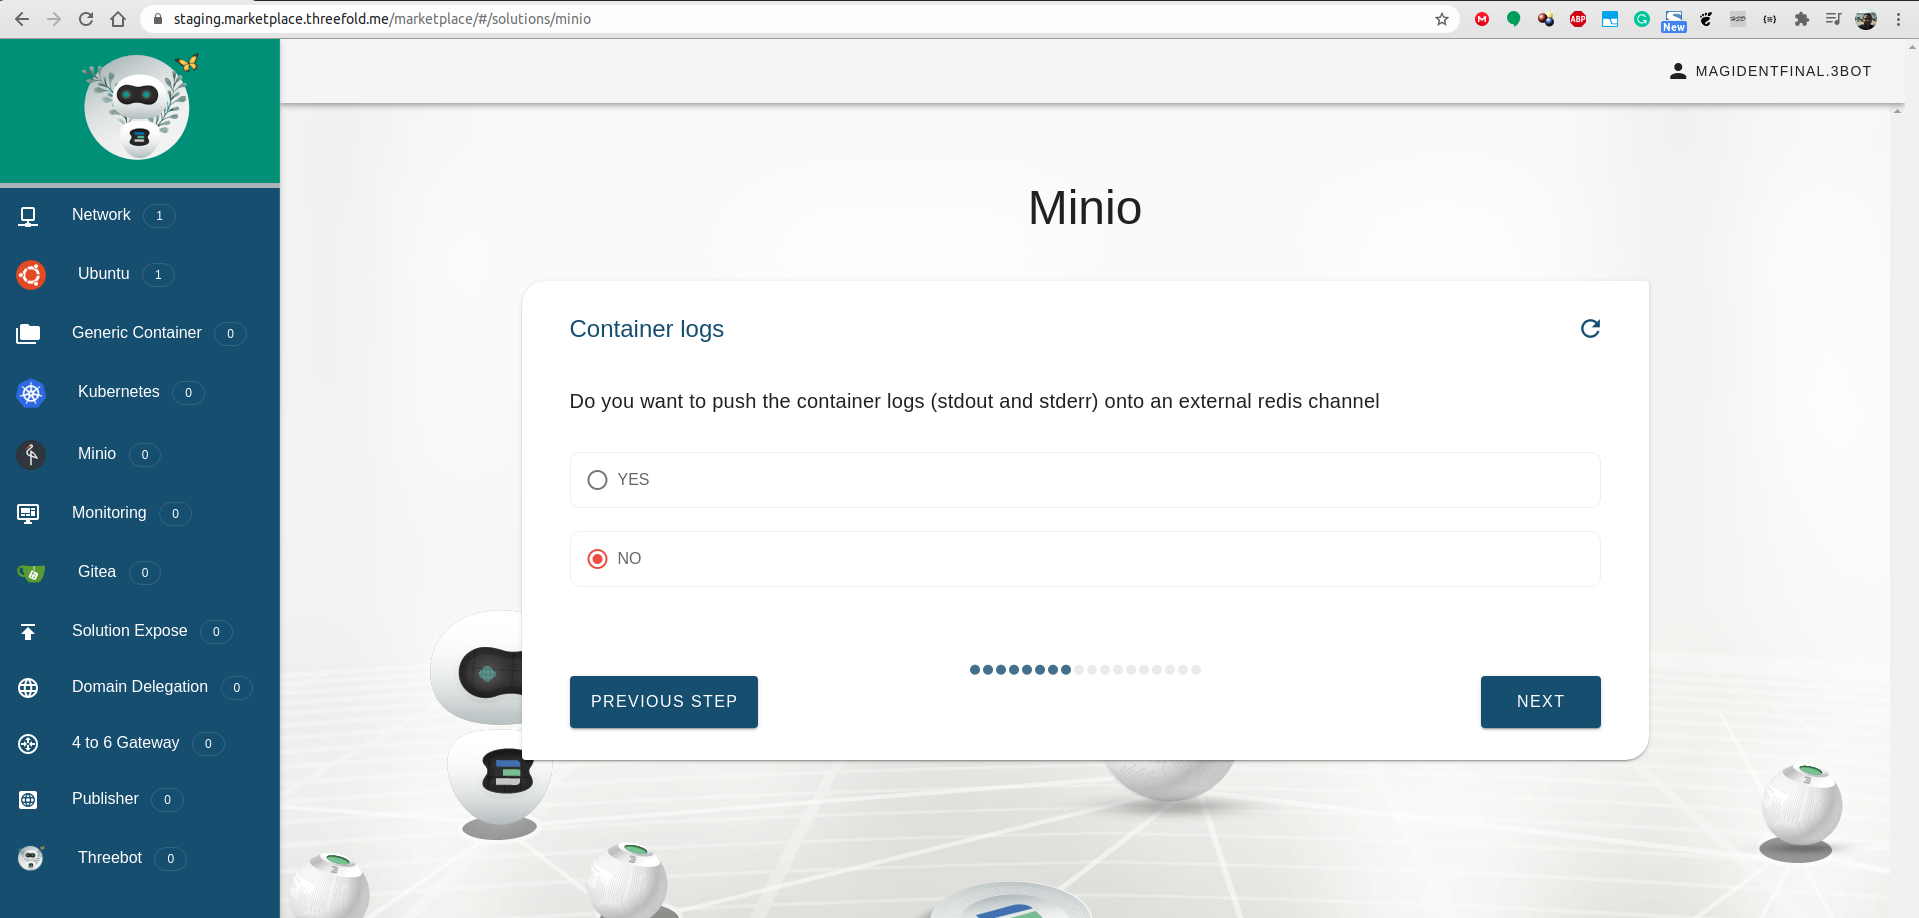 staging.marketplace.threefold.me/marketplace/#/solutions/minio
ABP
New
MAGIDENTFINAL.3BOT
Network 1
Ubuntu 1
Generic Container 0
Kubernetes 0
Minio 0
Monitoring 0
Gitea 0
Solution Expose 0
Domain Delegation 0
4 to 6 Gateway 0
Publisher 0
Threebot 0
Minio
Container logs
Do you want to push the container logs (stdout and stderr) onto an external redis channel
YES
NO
PREVIOUS STEP
NEXT